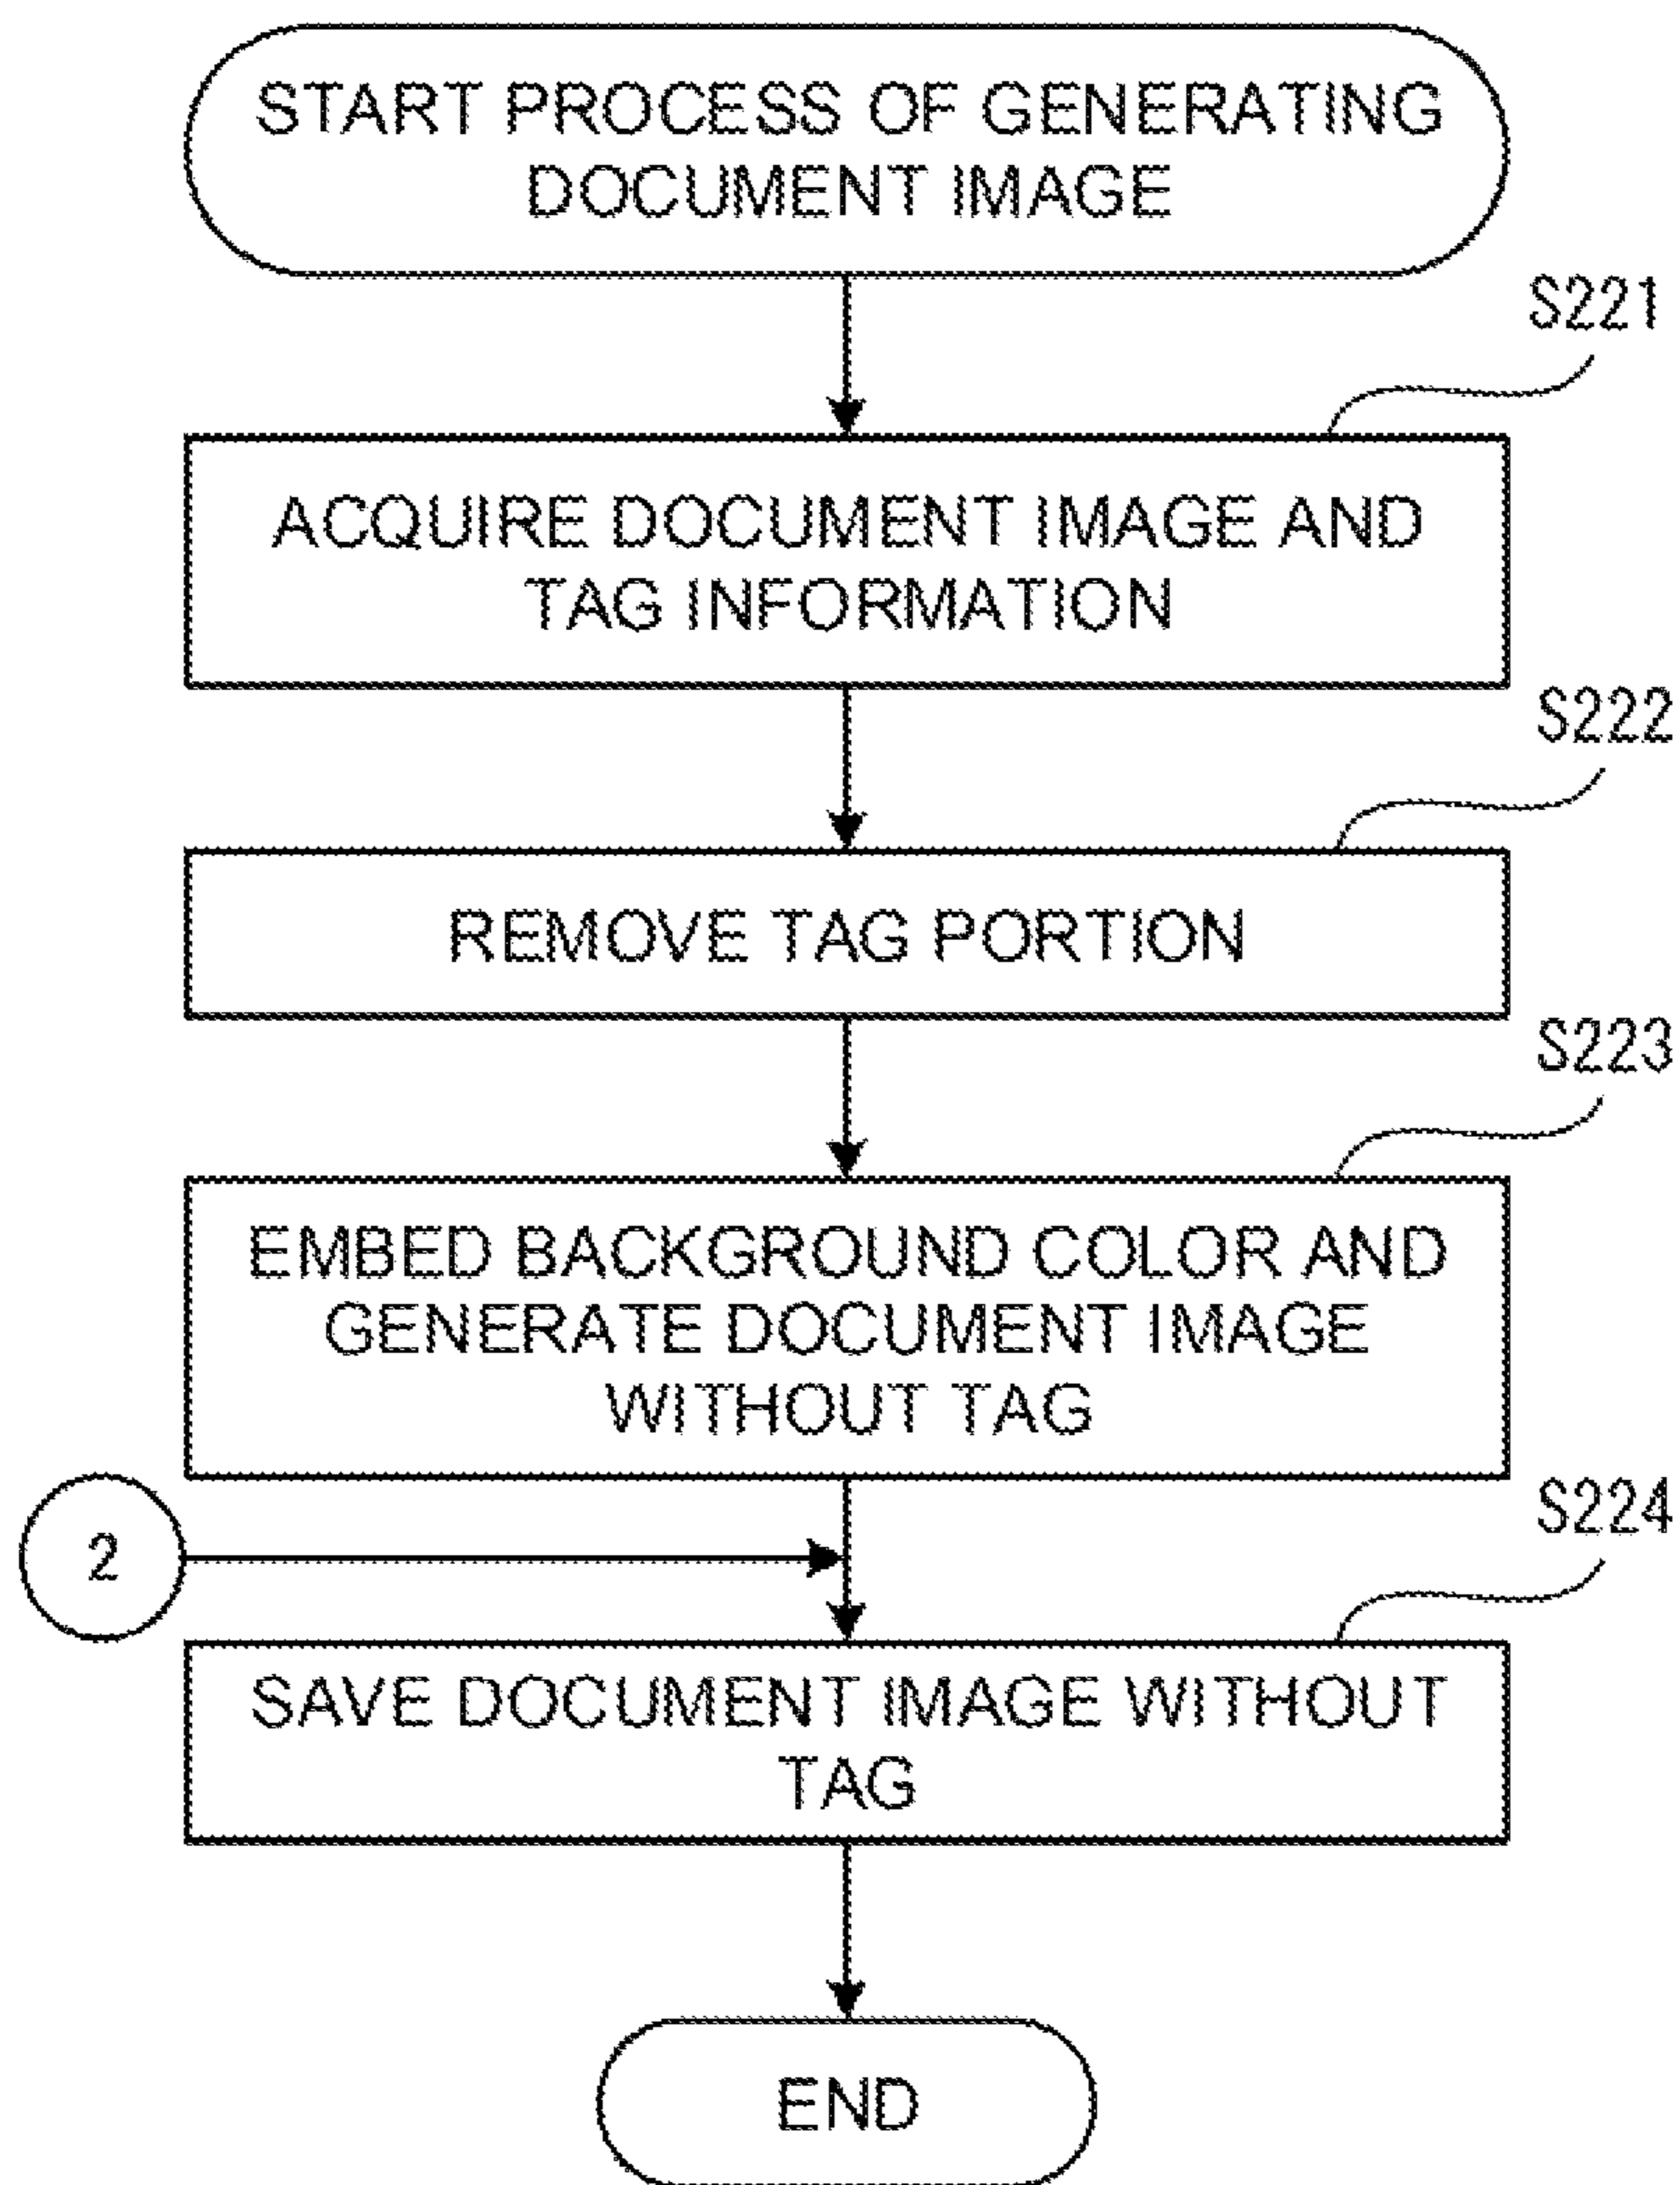 START PROCESS OF GENERATING
DOCUMENT IMAGE
S221
ACQUIRE DOCUMENT IMAGE AND
TAG INFORMATION
S222
REMOVE TAG PORTION
S223
EMBED BACKGROUND COLOR AND
GENERATE DOCUMENT IMAGE
WITHOUT TAG
2
S224
SAVE DOCUMENT IMAGE WITHOUT
TAG
END